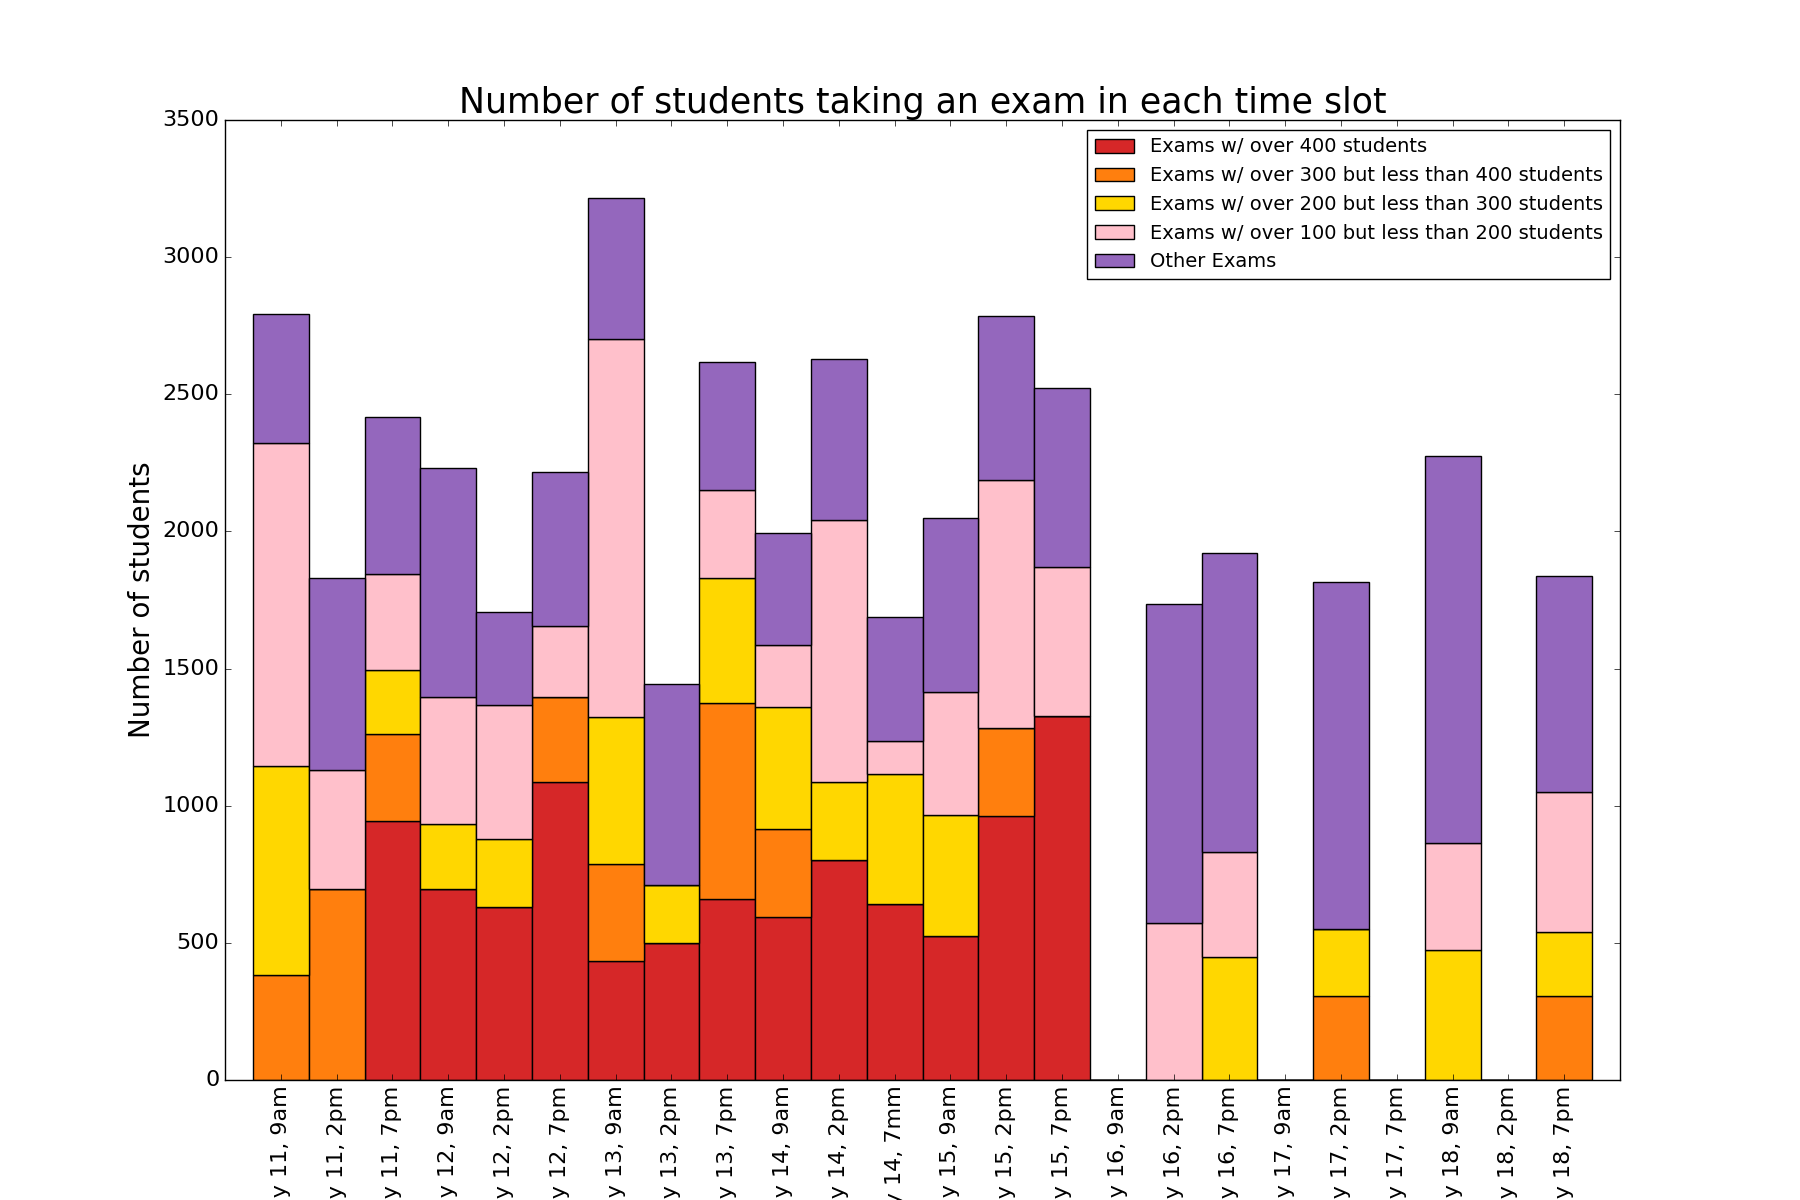 Number of students taking an exam in each time slot
Exams w/ over 400 students
Exams w/ over 300 but less than 400 students
Exams w/ over 200 but less than 300 students
Exams w/ over 100 but less than 200 students
Other Exams
Number of students
3500
3000
2500
2000
1500
1000
500
0
y 11, 9am
y 11, 2pm
y 11, 7pm
y 12, 9am
y 12, 2pm
y 12, 7pm
y 13, 9am
y 13, 2pm
y 13, 7pm
y 14, 9am
y 14, 2pm
y 14, 7mm
y 15, 9am
y 15, 2pm
y 15, 7pm
y 16, 9am
y 16, 2pm
y 16, 7pm
y 17, 9am
y 17, 2pm
y 17, 7pm
y 18, 9am
y 18, 2pm
y 18, 7pm